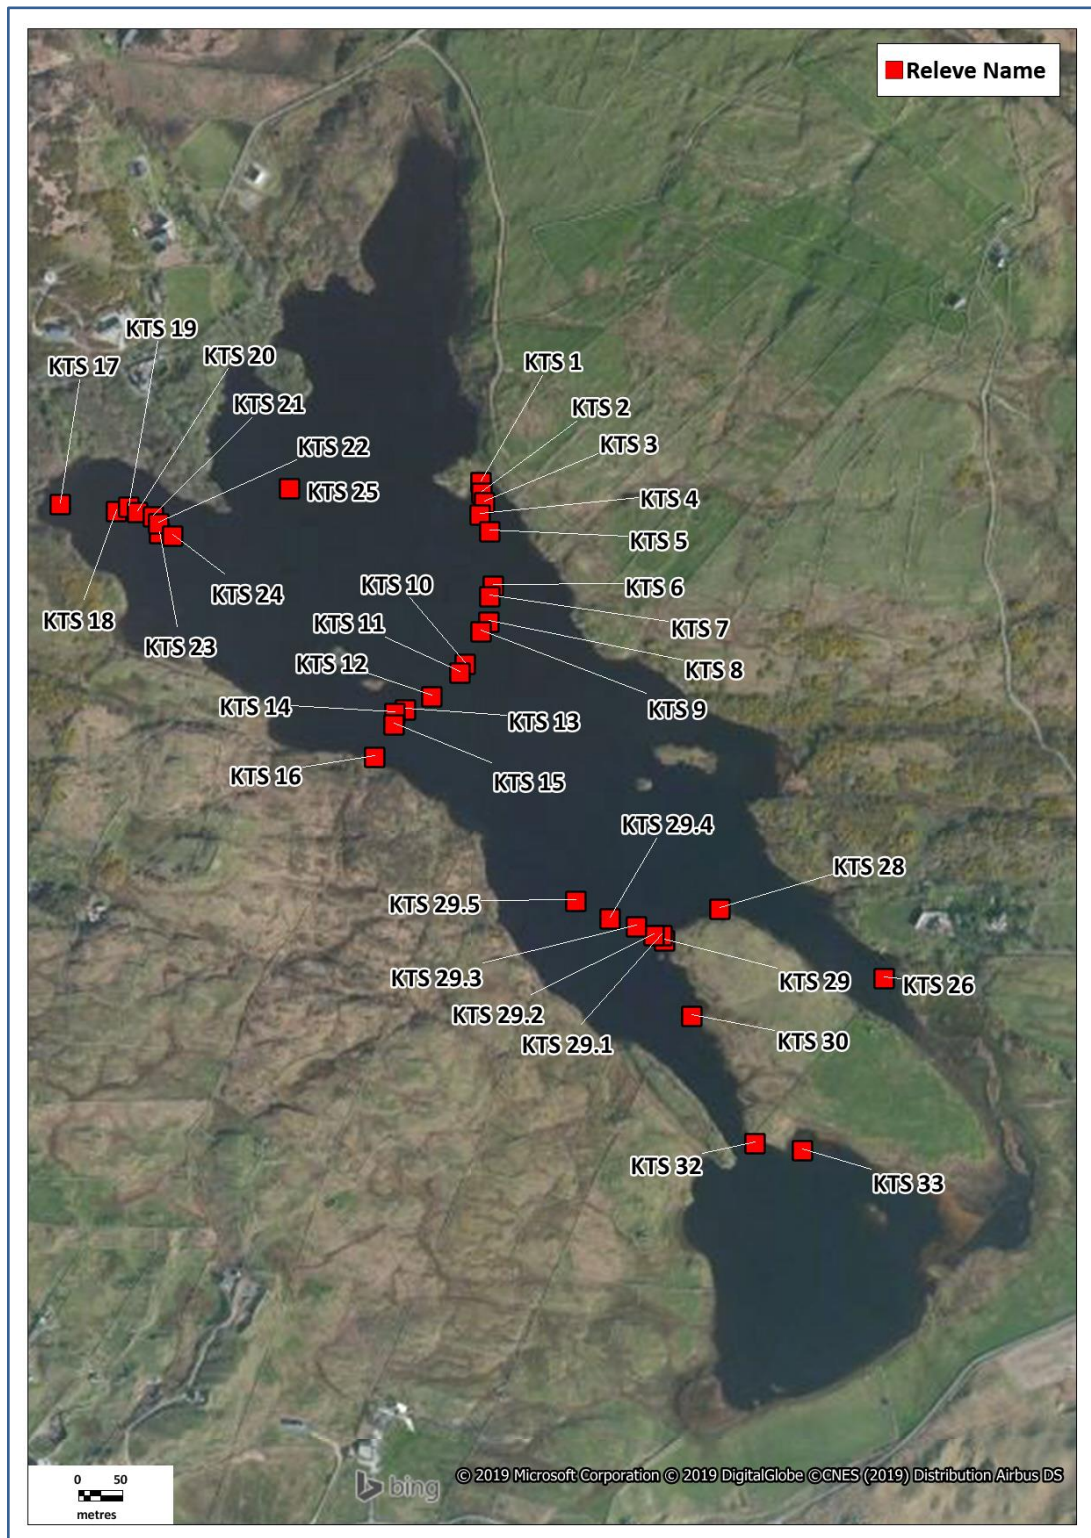 Releve Name
KTS 19
KTS 17
KTS 20
KTS 1
KTS 21
KTS 2
KTS 22
KTS 3
KTS 25
KTS 4
KTS 5
KTS 10
KTS 6
KTS 24
KTS 18
KTS 11
KTS 7
KTS 23
KTS 12
KTS 8
KTS 14
KTS 9
KTS 13
KTS 16
KTS 15
KTS 29.4
KTS 28
KTS 29.5
KTS 29.3
KTS 29
KTS 26
KTS 29.2
KTS 29.1
KTS 30
KTS 32
KTS 33
0 50
metres
bing
© 2019 Microsoft Corporation © 2019 DigitalGlobe ©CNES (2019) Distribution Airbus DS